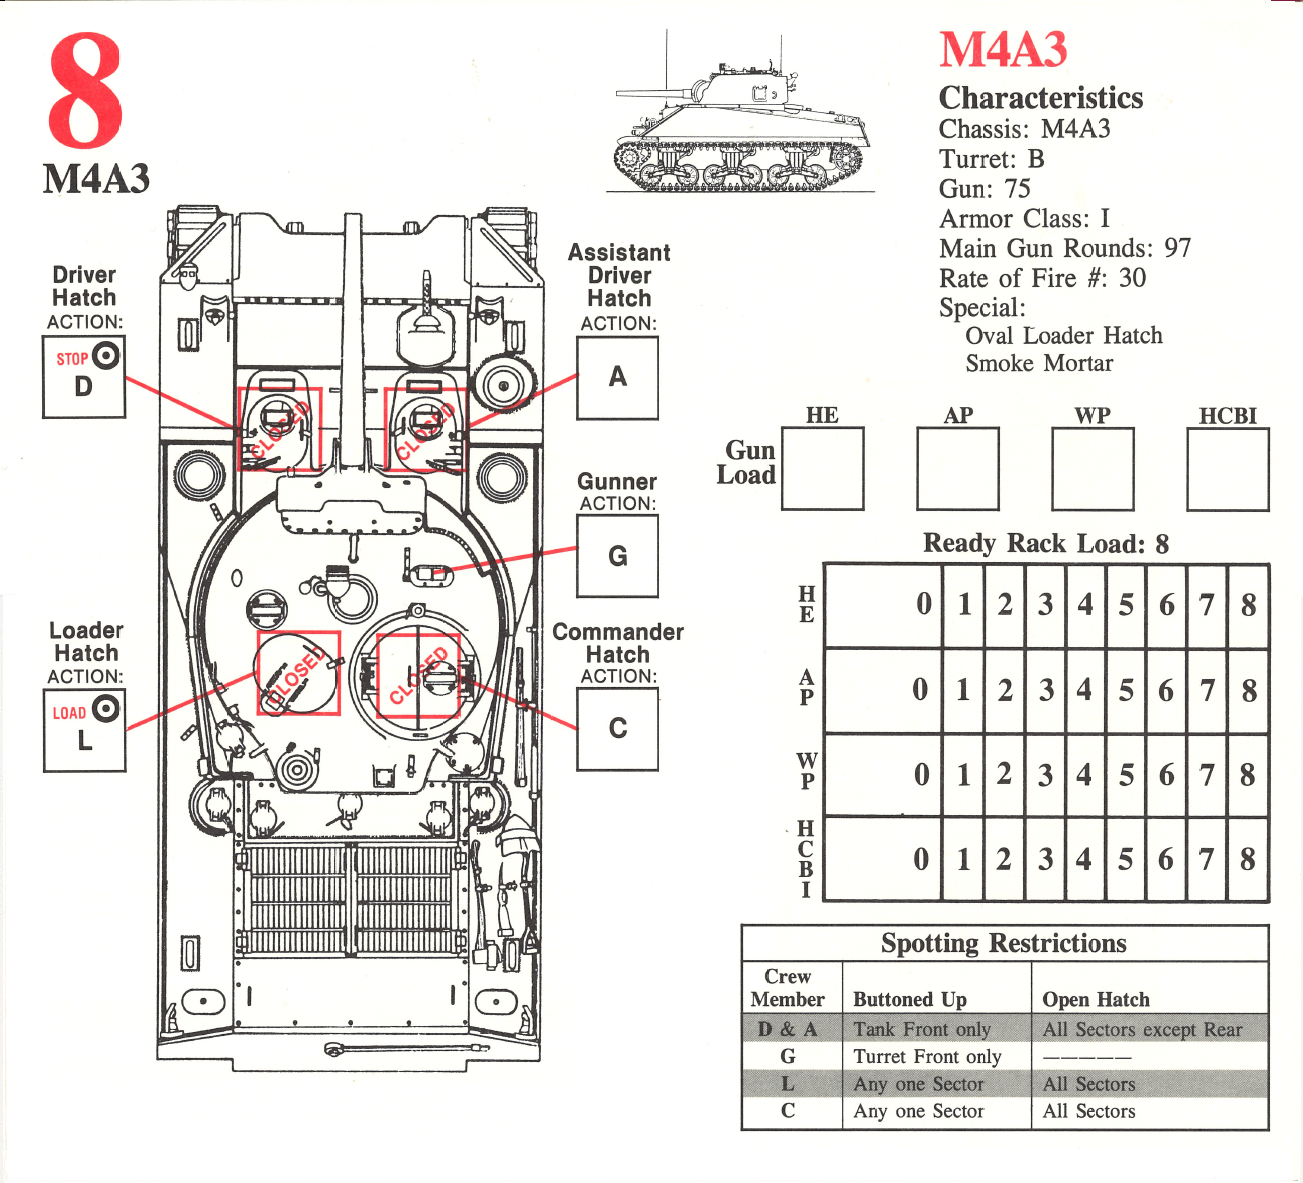 8
M4A3
Driver
Hatch
ACTION:
STOP
D
Loader
Hatch
ACTION:
LOAD
L
CLOSED
CLOSED
CLOSED
CLOSED
Assistant
Driver
Hatch
ACTION:
A
Gunner
ACTION:
G
Commander
Hatch
ACTION:
C
M4A3
Characteristics
Chassis: M4A3
Turret: B
Gun: 75
Armor Class: I
Main Gun Rounds: 97
Rate of Fire #: 30
Special:
Oval Loader Hatch
Smoke Mortar
HE AP WP HCBI
Gun
Load
Ready Rack Load: 8
HE 0 1 2 3 4 5 6 7 8
AP 0 1 2 3 4 5 6 7 8
WP 0 1 2 3 4 5 6 7 8
HCBI 0 1 2 3 4 5 6 7 8
Spotting Restrictions
Crew
Member Buttoned Up Open Hatch
D & A Tank Front only All Sectors except Rear
G Turret Front only —————
L Any one Sector All Sectors
C Any one Sector All Sectors